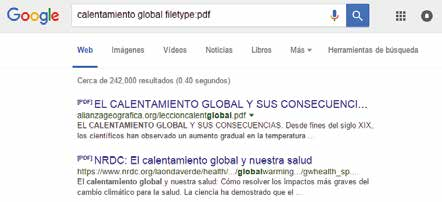 Google calentamiento global filetype:pdf
Web Imágenes Vídeos Noticias Libros Más Herramientas de búsqueda
Cerca de 242,000 resultados (0.40 segundos)
[PDF] EL CALENTAMIENTO GLOBAL Y SUS CONSECUENCI...
alianzageografica.org/leccioncalentglobal.pdf
EL CALENTAMIENTO GLOBAL Y SUS CONSECUENCIAS. Desde fines del siglo XIX,
los científicos han observado un aumento gradual en la temperatura ...
[PDF] NRDC: El calentamiento global y nuestra salud
https://www.nrdc.org/laondaverde/health/.../globalwarming.../gwhealth_sp...
El calentamiento global y nuestra salud: Cómo resolver los impactos más graves del
cambio climático para la salud. La ciencia ha demostrado que el ...